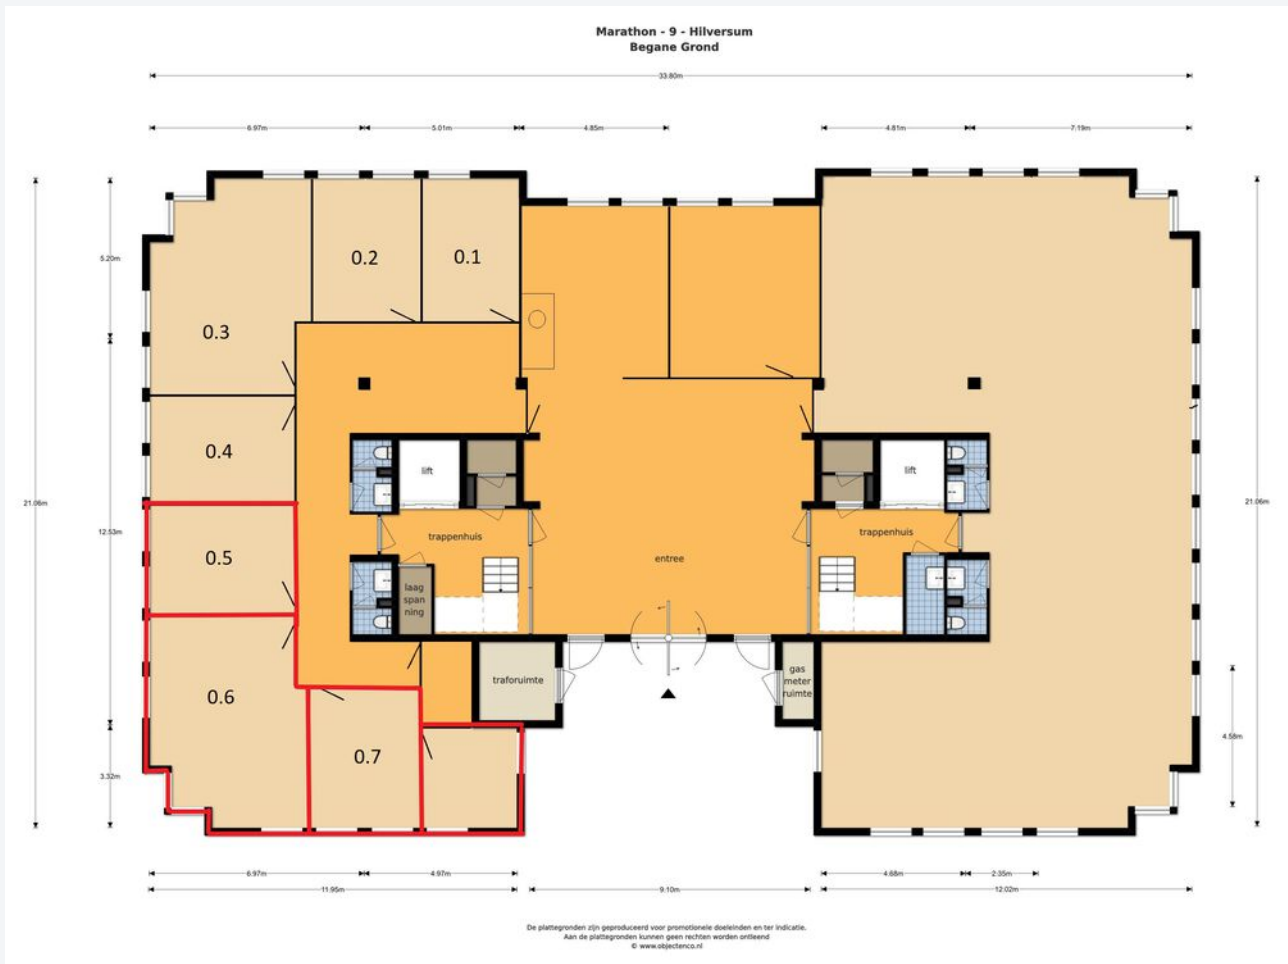 Marathon - 9 - Hilversum
Begane Grond
33.80m
6.97m
5.01m
4.85m
4.81m
7.19m
5.20m
0.2
0.1
0.3
0.4
lift
lift
21.06m
21.06m
12.53m
trappenhuis
trappenhuis
0.5
entree
laag
span
ning
0.6
traforuimte
gas
meter
ruimte
4.58m
0.7
3.32m
6.97m
4.97m
4.68m
2.35m
11.95m
9.10m
12.02m
De plattegronden zijn geproduceerd voor promotionele doeleinden en ter indicatie.
Aan de plattegronden kunnen geen rechten worden ontleend
© www.objectenco.nl